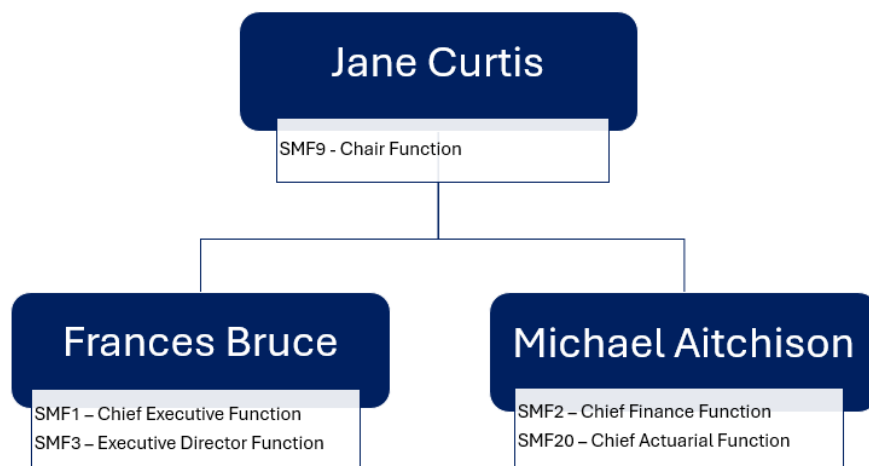 Jane Curtis
SMF9 - Chair Function
Frances Bruce
SMF1 – Chief Executive Function
SMF3 – Executive Director Function
Michael Aitchison
SMF2 – Chief Finance Function
SMF20 – Chief Actuarial Function